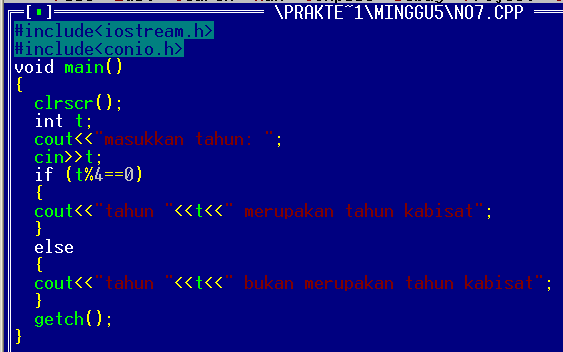 [■]
\PRAKTE~1\MINGGU5\NO7.CPP
#include<iostream.h>
#include<conio.h>
void main()
{
clrscr();
int t;
cout<<"masukkan tahun: ";
cin>>t;
if (t%4==0)
{
cout<<"tahun "<<t<<" merupakan tahun kabisat";
}
else
{
cout<<"tahun "<<t<<" bukan merupakan tahun kabisat";
}
getch();
}